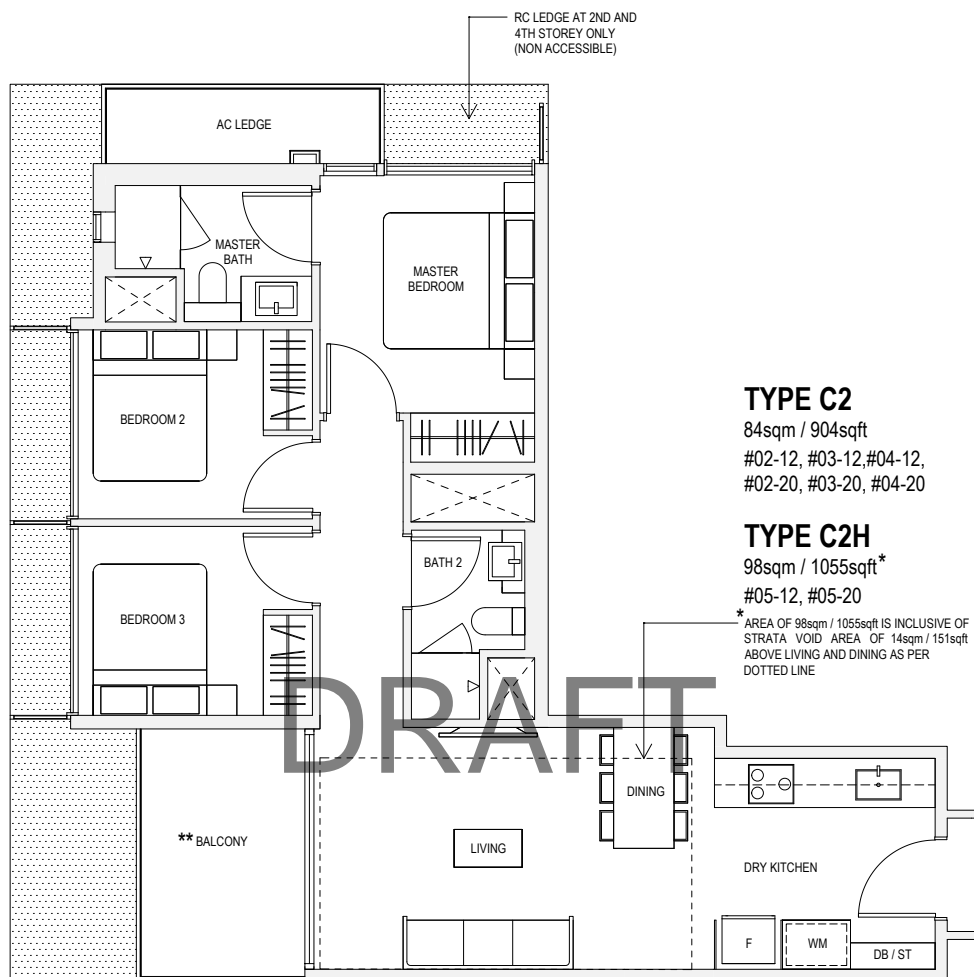 RC LEDGE AT 2ND AND
4TH STOREY ONLY
(NON ACCESSIBLE)
AC LEDGE
MASTER
BATH
MASTER
BEDROOM
BEDROOM 2
TYPE C2
84sqm / 904sqft
#02-12, #03-12,#04-12,
#02-20, #03-20, #04-20
TYPE C2H
98sqm / 1055sqft*
#05-12, #05-20
*AREA OF 98sqm / 1055sqft IS INCLUSIVE OF
STRATA VOID AREA OF 14sqm / 151sqft
ABOVE LIVING AND DINING AS PER
DOTTED LINE
BATH 2
BEDROOM 3
DRAFT
DINING
** BALCONY
LIVING
DRY KITCHEN
F
WM
DB / ST